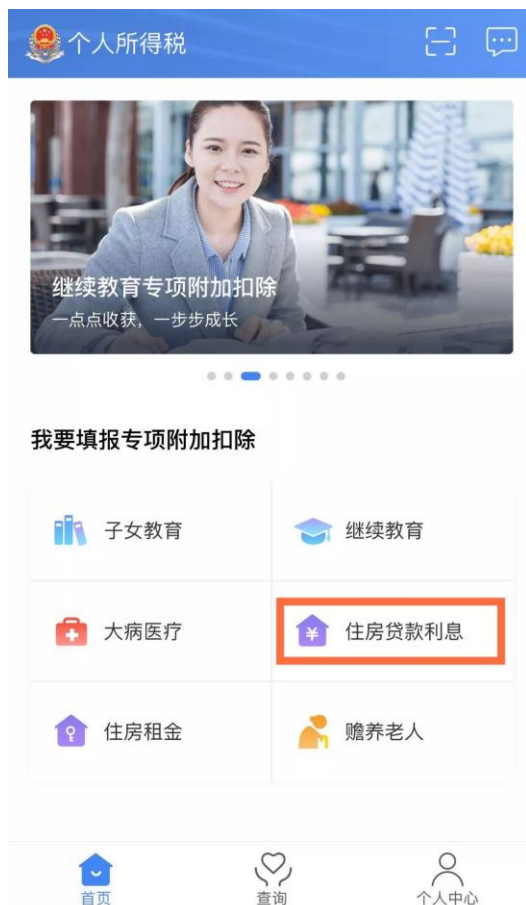 个人所得税
继续教育专项附加扣除
一点点收获，一步步成长
我要填报专项附加扣除
子女教育
继续教育
大病医疗
¥ 住房贷款利息
住房租金
赡养老人
首页
查询
个人中心